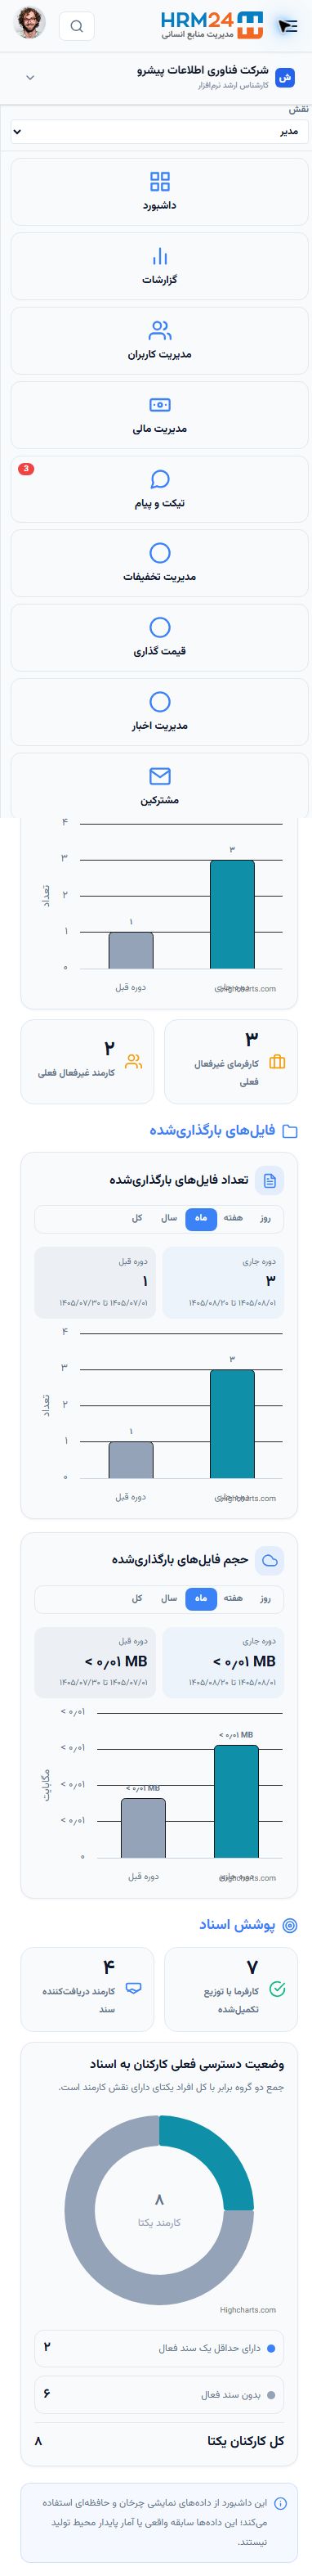 HRM24
مدیریت منابع انسانی
ش
شرکت فناوری اطلاعات پیشرو
کارشناس ارشد نرم‌افزار
نقش
مدیر
داشبورد
گزارشات
مدیریت کاربران
مدیریت مالی
3
تیکت و پیام
مدیریت تخفیفات
قیمت گذاری
مدیریت اخبار
مشترکین
۴
۳
۲
۱
۰
تعداد
۳
۱
دوره قبل
Highcharts.com
۳
کارفرمای غیرفعال
فعلی
۲
کارمند غیرفعال فعلی
فایل‌های بارگذاری‌شده
تعداد فایل‌های بارگذاری‌شده
روز هفته ماه سال کل
دوره جاری
۳
۱۴۰۵/۰۸/۰۱ تا ۱۴۰۵/۰۸/۲۰
دوره قبل
۱
۱۴۰۵/۰۷/۰۱ تا ۱۴۰۵/۰۷/۳۰
۴
۳
۲
۱
۰
تعداد
۳
۱
دوره قبل
Highcharts.com
حجم فایل‌های بارگذاری‌شده
روز هفته ماه سال کل
دوره جاری
< ۰٫۰۱ MB
۱۴۰۵/۰۸/۰۱ تا ۱۴۰۵/۰۸/۲۰
دوره قبل
< ۰٫۰۱ MB
۱۴۰۵/۰۷/۰۱ تا ۱۴۰۵/۰۷/۳۰
< ۰٫۰۱
< ۰٫۰۱
< ۰٫۰۱
< ۰٫۰۱
۰
مگابایت
< ۰٫۰۱ MB
< ۰٫۰۱ MB
دوره قبل
Highcharts.com
پوشش اسناد
۷
کارفرما با توزیع
تکمیل‌شده
۴
کارمند دریافت‌کننده
سند
وضعیت دسترسی فعلی کارکنان به اسناد
جمع دو گروه برابر با کل افراد یکتای دارای نقش کارمند است.
۸
کارمند یکتا
Highcharts.com
دارای حداقل یک سند فعال
۲
بدون سند فعال
۶
کل کارکنان یکتا
۸
این داشبورد از داده‌های نمایشی چرخان و حافظه‌ای استفاده
می‌کند؛ این داده‌ها سابقه واقعی یا آمار پایدار محیط تولید
نیستند.